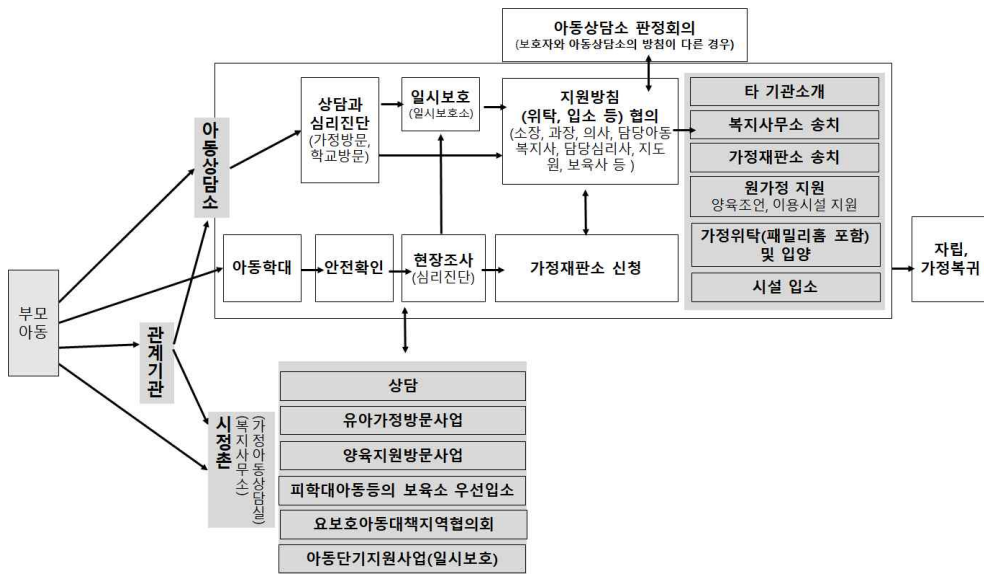 아동상담소 판정회의
(보호자와 아동상담소의 방침이 다른 경우)
아동상담소
상담과
심리진단
(가정방문,
학교방문)
일시보호
(일시보호소)
지원방침
(위탁, 입소 등) 협의
(소장, 과장, 의사, 담당아동
복지사, 담당심리사, 지도
원, 보육사 등 )
타 기관소개
복지사무소 송치
가정재판소 송치
원가정 지원
양육조언, 이용시설 지원
가정위탁(패밀리홈 포함)
및 입양
시설 입소
아동학대
안전확인
현장조사
(심리진단)
가정재판소 신청
자립,
가정복귀
부모
아동
관계기관
시정촌
(복지사무소)
(가정아동상담실)
상담
유아가정방문사업
양육지원방문사업
피학대아동등의 보육소 우선입소
요보호아동대책지역협의회
아동단기지원사업(일시보호)